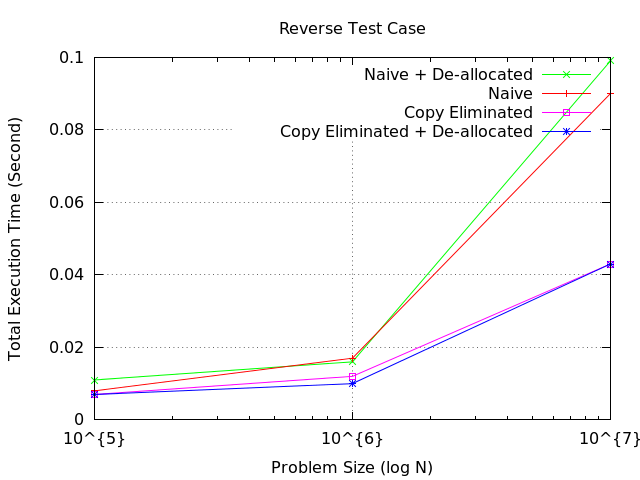 Reverse Test Case
0.1
0.08
0.06
0.04
0.02
0
Total Execution Time (Second)
Naive + De-allocated
Naive
Copy Eliminated
Copy Eliminated + De-allocated
10^{5}
10^{6}
10^{7}
Problem Size (log N)